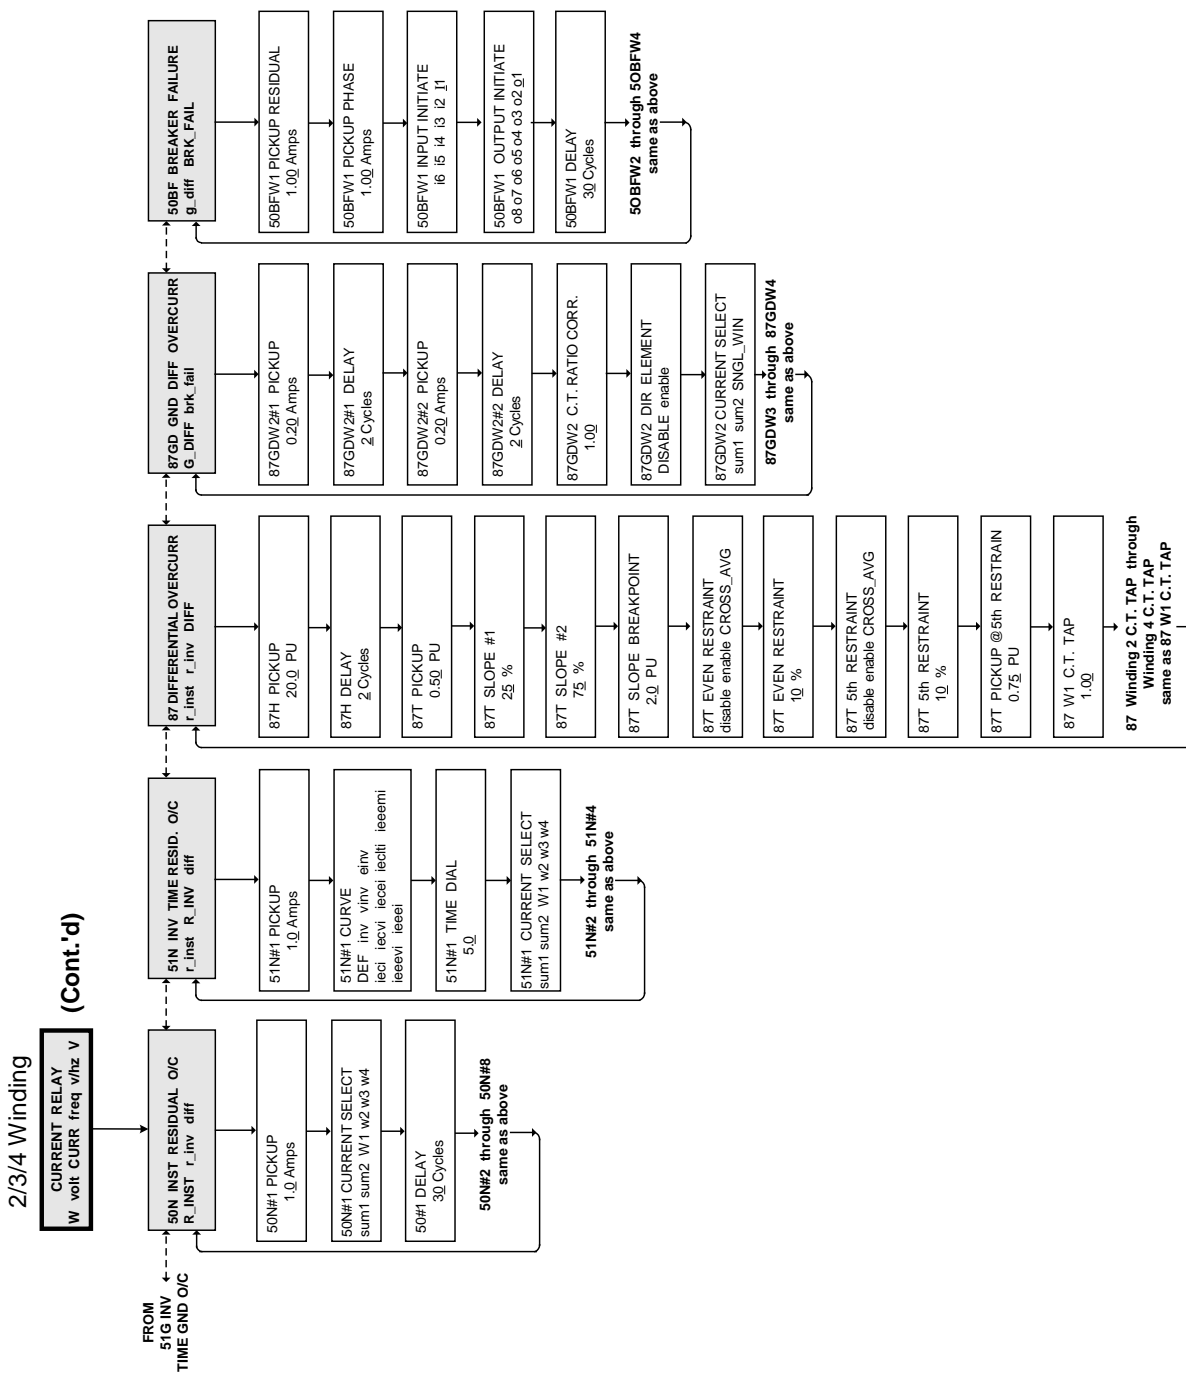 2/3/4 Winding
CURRENT RELAY
W volt CURR freq v/hz V
(Cont.'d)
FROM
51G INV
TIME GND O/C
50N INST RESIDUAL O/C
R_INST r_inv diff
50N#1 PICKUP
1.0 Amps
50N#1 CURRENT SELECT
sum1 sum2 W1 w2 w3 w4
50#1 DELAY
30 Cycles
50N#2 through 50N#8
same as above
51N INV TIME RESID. O/C
r_inst R_INV diff
51N#1 PICKUP
1.0 Amps
51N#1 CURVE
DEF inv vinv einv
ieci iecvi iecei ieclti ieeemi
ieeevi ieeei
51N#1 TIME DIAL
5.0
51N#1 CURRENT SELECT
sum1 sum2 W1 w2 w3 w4
51N#2 through 51N#4
same as above
87 DIFFERENTIAL OVERCURR
r_inst r_inv DIFF
87H PICKUP
20.0 PU
87H DELAY
2 Cycles
87T PICKUP
0.50 PU
87T SLOPE #1
25 %
87T SLOPE #2
75 %
87T SLOPE BREAKPOINT
2.0 PU
87T EVEN RESTRAINT
disable enable CROSS_AVG
87T EVEN RESTRAINT
10 %
87T 5th RESTRAINT
disable enable CROSS_AVG
87T 5th RESTRAINT
10 %
87T PICKUP @5th RESTRAIN
0.75 PU
87 W1 C.T. TAP
1.00
87 Winding 2 C.T. TAP through
Winding 4 C.T. TAP
same as 87 W1 C.T. TAP
87GD GND DIFF OVERCURR
G_DIFF brk_fail
87GDW2#1 PICKUP
0.20 Amps
87GDW2#1 DELAY
2 Cycles
87GDW2#2 PICKUP
0.20 Amps
87GDW2#2 DELAY
2 Cycles
87GDW2 C.T. RATIO CORR.
1.00
87GDW2 DIR ELEMENT
DISABLE enable
87GDW2 CURRENT SELECT
sum1 sum2 SNGL_WIN
87GDW3 through 87GDW4
same as above
50BF BREAKER FAILURE
g_diff BRK_FAIL
50BFW1 PICKUP RESIDUAL
1.00 Amps
50BFW1 PICKUP PHASE
1.00 Amps
50BFW1 INPUT INITIATE
i6 i5 i4 i3 i2 I1
50BFW1 OUTPUT INITIATE
o8 o7 o6 o5 o4 o3 o2 o1
50BFW1 DELAY
30 Cycles
5OBFW2 through 5OBFW4
same as above